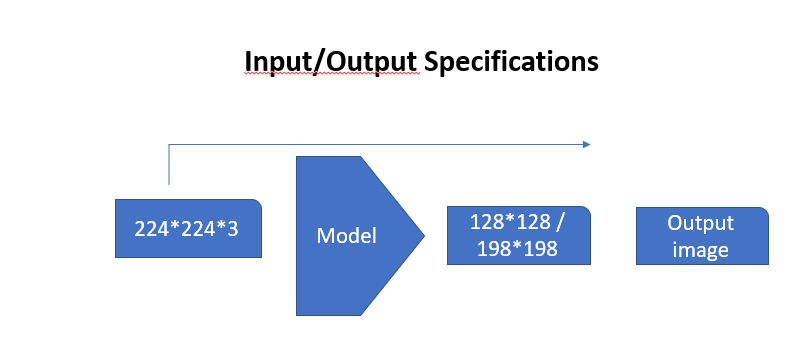 Input/Output Specifications
224*224*3
Model
128*128 /
198*198
Output
image